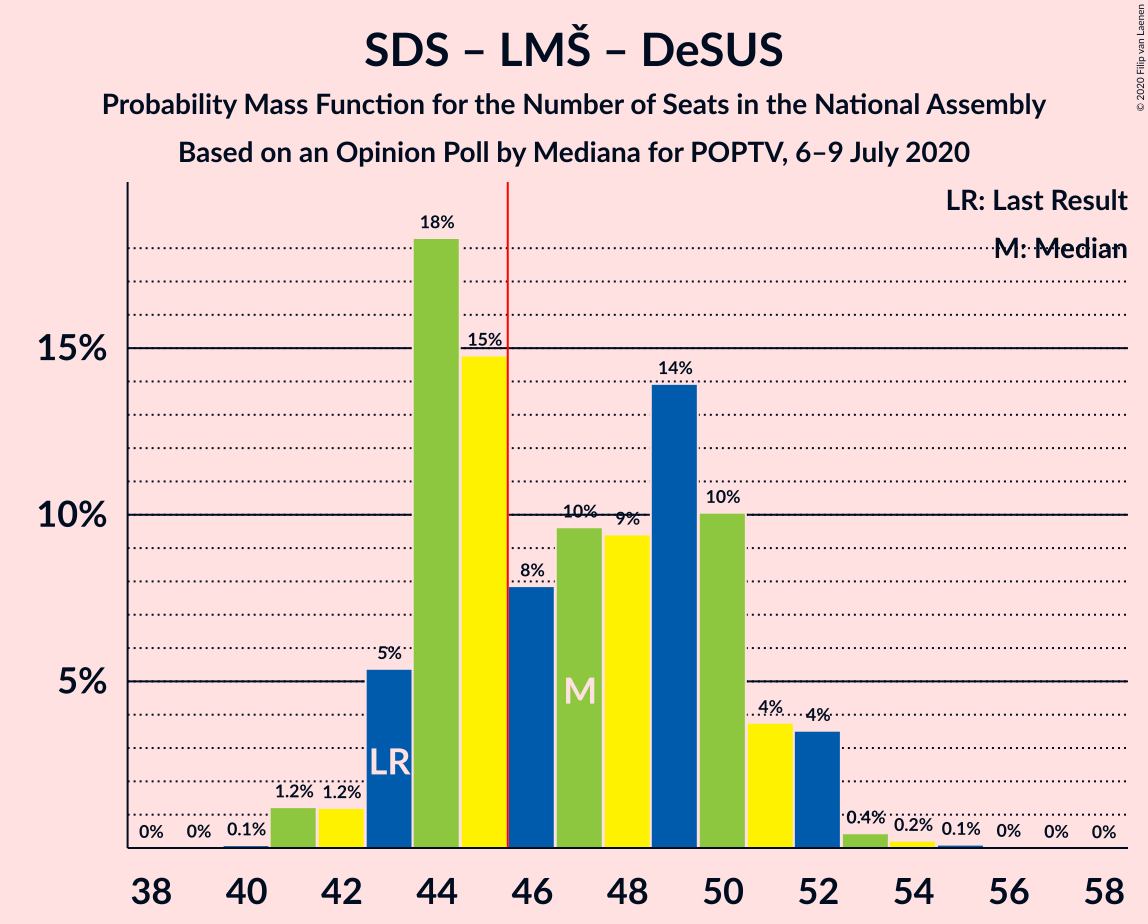 SDS – LMŠ – DeSUS
Probability Mass Function for the Number of Seats in the National Assembly
Based on an Opinion Poll by Mediana for POPTV, 6–9 July 2020
© 2020 Filip van Laenen
LR: Last Result
M: Median
15%
10%
5%
0% 0% 0.1% 1.2% 1.2% 5% 18% 15% 8% 10% 9% 14% 10% 4% 4% 0.4% 0.2% 0.1% 0% 0% 0%
LR
M
38 40 42 44 46 48 50 52 54 56 58